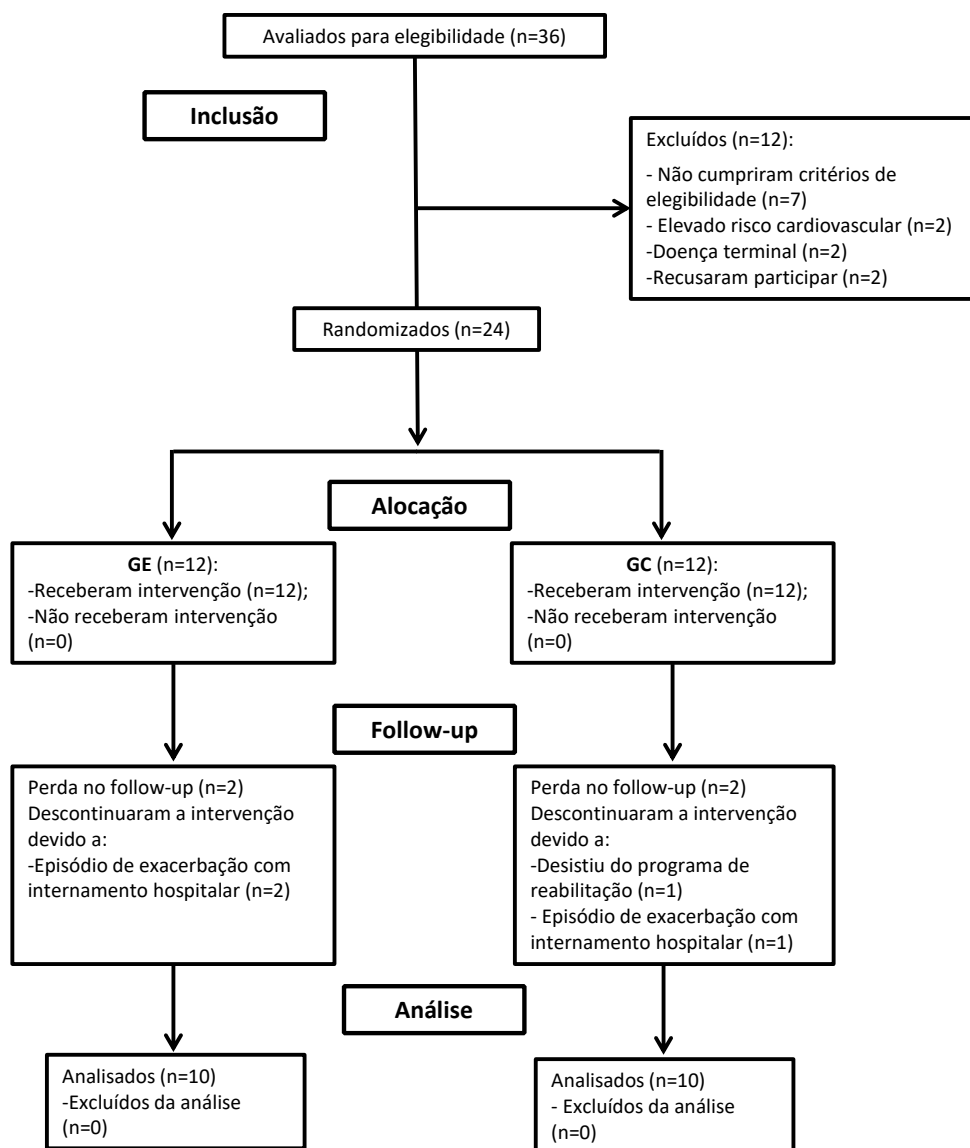 Avaliados para elegibilidade (n=36)
Inclusão
Excluídos (n=12):
- Não cumpriram critérios de
elegibilidade (n=7)
- Elevado risco cardiovascular (n=2)
-Doença terminal (n=2)
-Recusaram participar (n=2)
Randomizados (n=24)
Alocação
GE (n=12):
-Receberam intervenção (n=12);
-Não receberam intervenção
(n=0)
GC (n=12):
- Receberam intervenção (n=12);
-Não receberam intervenção
(n=0)
Follow-up
Perda no follow-up (n=2)
Descontinuaram a intervenção
devido a:
-Episódio de exacerbação com
internamento hospitalar (n=2)
Perda no follow-up (n=2)
Descontinuaram a intervenção
devido a:
-Desistiu do programa de
reabilitação (n=1)
- Episódio de exacerbação com
internamento hospitalar (n=1)
Análise
Analisados (n=10)
-Excluídos da análise
(n=0)
Analisados (n=10)
- Excluídos da análise
(n=0)